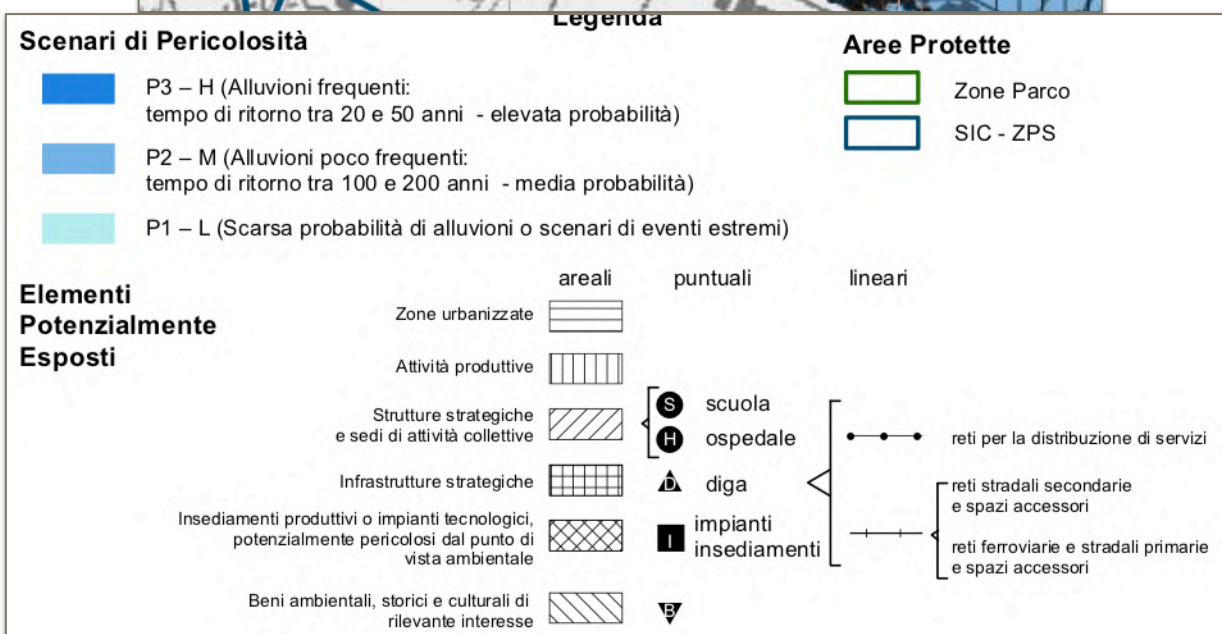 Legenda
Scenari di Pericolosità
P3 – H (Alluvioni frequenti:
tempo di ritorno tra 20 e 50 anni - elevata probabilità)
P2 – M (Alluvioni poco frequenti:
tempo di ritorno tra 100 e 200 anni - media probabilità)
P1 – L (Scarsa probabilità di alluvioni o scenari di eventi estremi)
Aree Protette
Zone Parco
SIC - ZPS
Elementi
Potenzialmente
Esposti
areali
puntuali
lineari
Zone urbanizzate
Attività produttive
Strutture strategiche
e sedi di attività collettive
Infrastrutture strategiche
Insediamenti produttivi o impianti tecnologici,
potenzialmente pericolosi dal punto di
vista ambientale
Beni ambientali, storici e culturali di
rilevante interesse
S scuola
H ospedale
D diga
I impianti
insediamenti
B
reti per la distribuzione di servizi
reti stradali secondarie
e spazi accessori
reti ferroviarie e stradali primarie
e spazi accessori